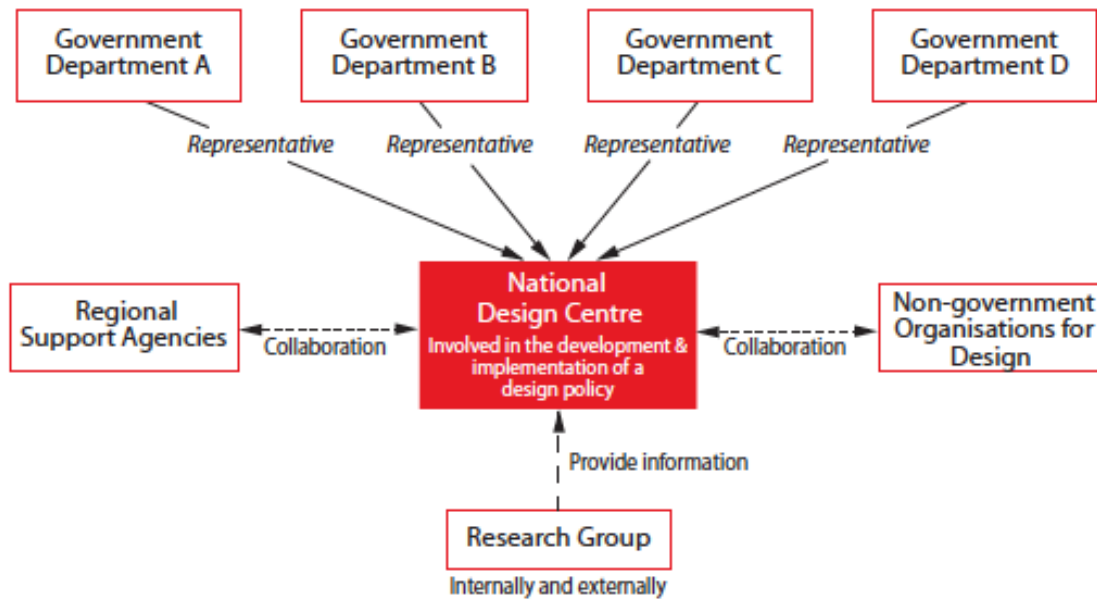 Government
Department A
Government
Department B
Government
Department C
Government
Department D
Representative
Representative
Representative
Representative
National
Design Centre
Involved in the development &
implementation of a
design policy
Regional
Support Agencies
Collaboration
Collaboration
Non-government
Organisations for
Design
Provide information
Research Group
Internally and externally